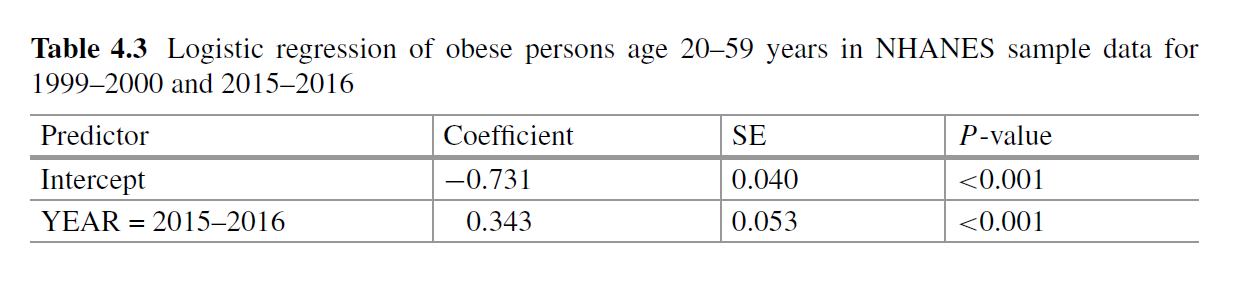 Table 4.3 Logistic regression of obese persons age 20–59 years in NHANES sample data for
1999–2000 and 2015–2016
Predictor Coefficient SE P-value
Intercept −0.731 0.040 <0.001
YEAR = 2015–2016 0.343 0.053 <0.001